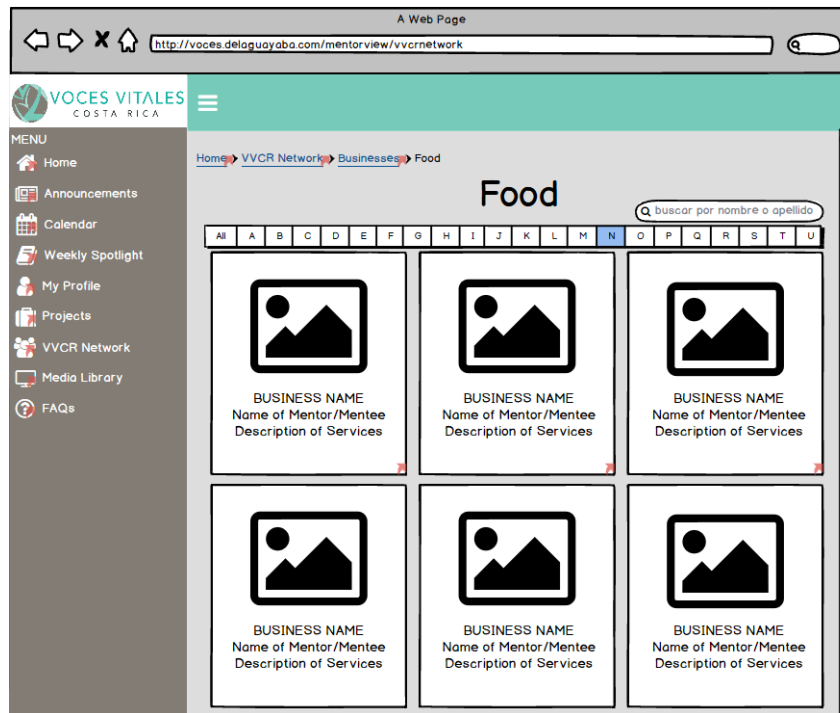 A Web Page
http://voces.delaguayaba.com/mentorview/vvcrnetwork
VOCES VITALES
COSTA RICA
MENU
Home
Announcements
Calendar
Weekly Spotlight
My Profile
Projects
VVCR Network
Media Library
FAQs
Home VVCR Network Businesses Food
Food
buscar por nombre o apellido
All A B C D E F G H I J K L M N O P Q R S T U
BUSINESS NAME
Name of Mentor/Mentee
Description of Services
BUSINESS NAME
Name of Mentor/Mentee
Description of Services
BUSINESS NAME
Name of Mentor/Mentee
Description of Services
BUSINESS NAME
Name of Mentor/Mentee
Description of Services
BUSINESS NAME
Name of Mentor/Mentee
Description of Services
BUSINESS NAME
Name of Mentor/Mentee
Description of Services